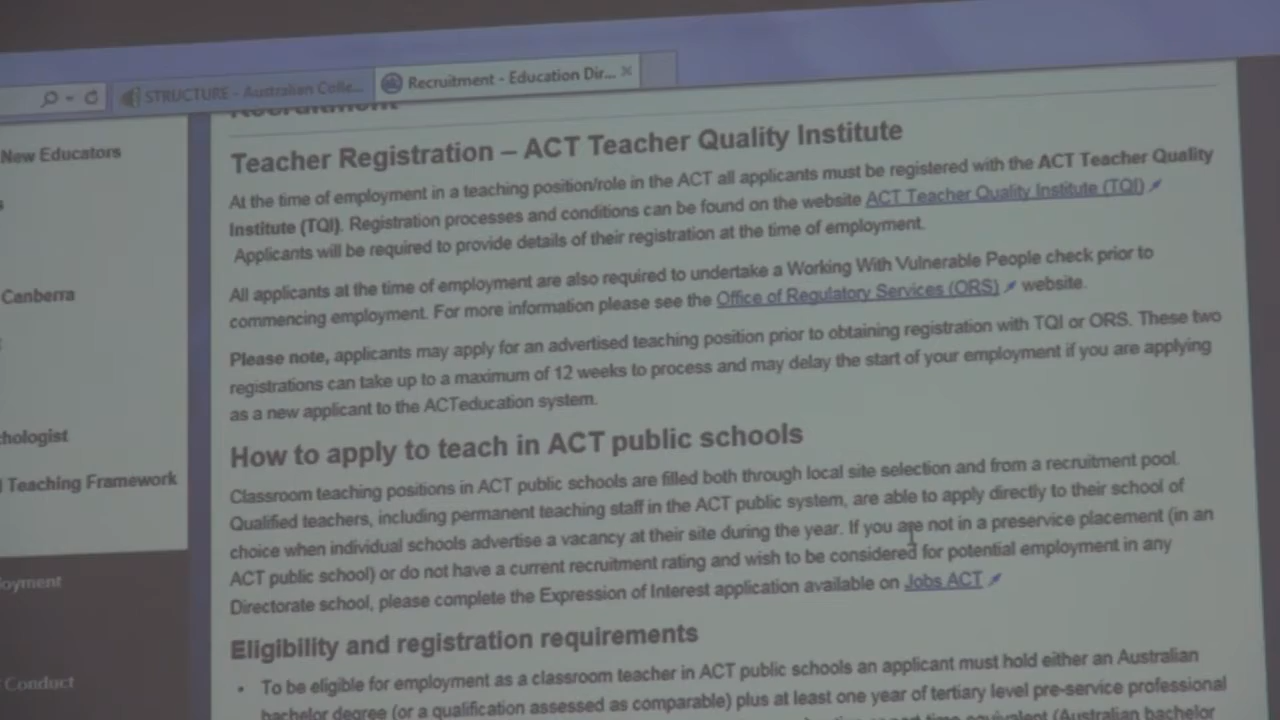 STRUCTURE - Australian Colle...
Recruitment - Education Dir...
Recruitment
New Educators
Canberra
hologist
Teaching Framework
oyment
Conduct
Teacher Registration – ACT Teacher Quality Institute
At the time of employment in a teaching position/role in the ACT all applicants must be registered with the ACT Teacher Quality
Institute (TQI). Registration processes and conditions can be found on the website ACT Teacher Quality Institute (TQI)
Applicants will be required to provide details of their registration at the time of employment.
All applicants at the time of employment are also required to undertake a Working With Vulnerable People check prior to
commencing employment. For more information please see the Office of Regulatory Services (ORS) website.
Please note, applicants may apply for an advertised teaching position prior to obtaining registration with TQI or ORS. These two
registrations can take up to a maximum of 12 weeks to process and may delay the start of your employment if you are applying
as a new applicant to the ACTeducation system.
How to apply to teach in ACT public schools
Classroom teaching positions in ACT public schools are filled both through local site selection and from a recruitment pool.
Qualified teachers, including permanent teaching staff in the ACT public system, are able to apply directly to their school of
choice when individual schools advertise a vacancy at their site during the year. If you are not in a preservice placement (in an
ACT public school) or do not have a current recruitment rating and wish to be considered for potential employment in any
Directorate school, please complete the Expression of Interest application available on Jobs ACT
Eligibility and registration requirements
• To be eligible for employment as a classroom teacher in ACT public schools an applicant must hold either an Australian
bachelor degree (or a qualification assessed as comparable) plus at least one year of tertiary level pre-service professional
equivalent (Australian bachelor